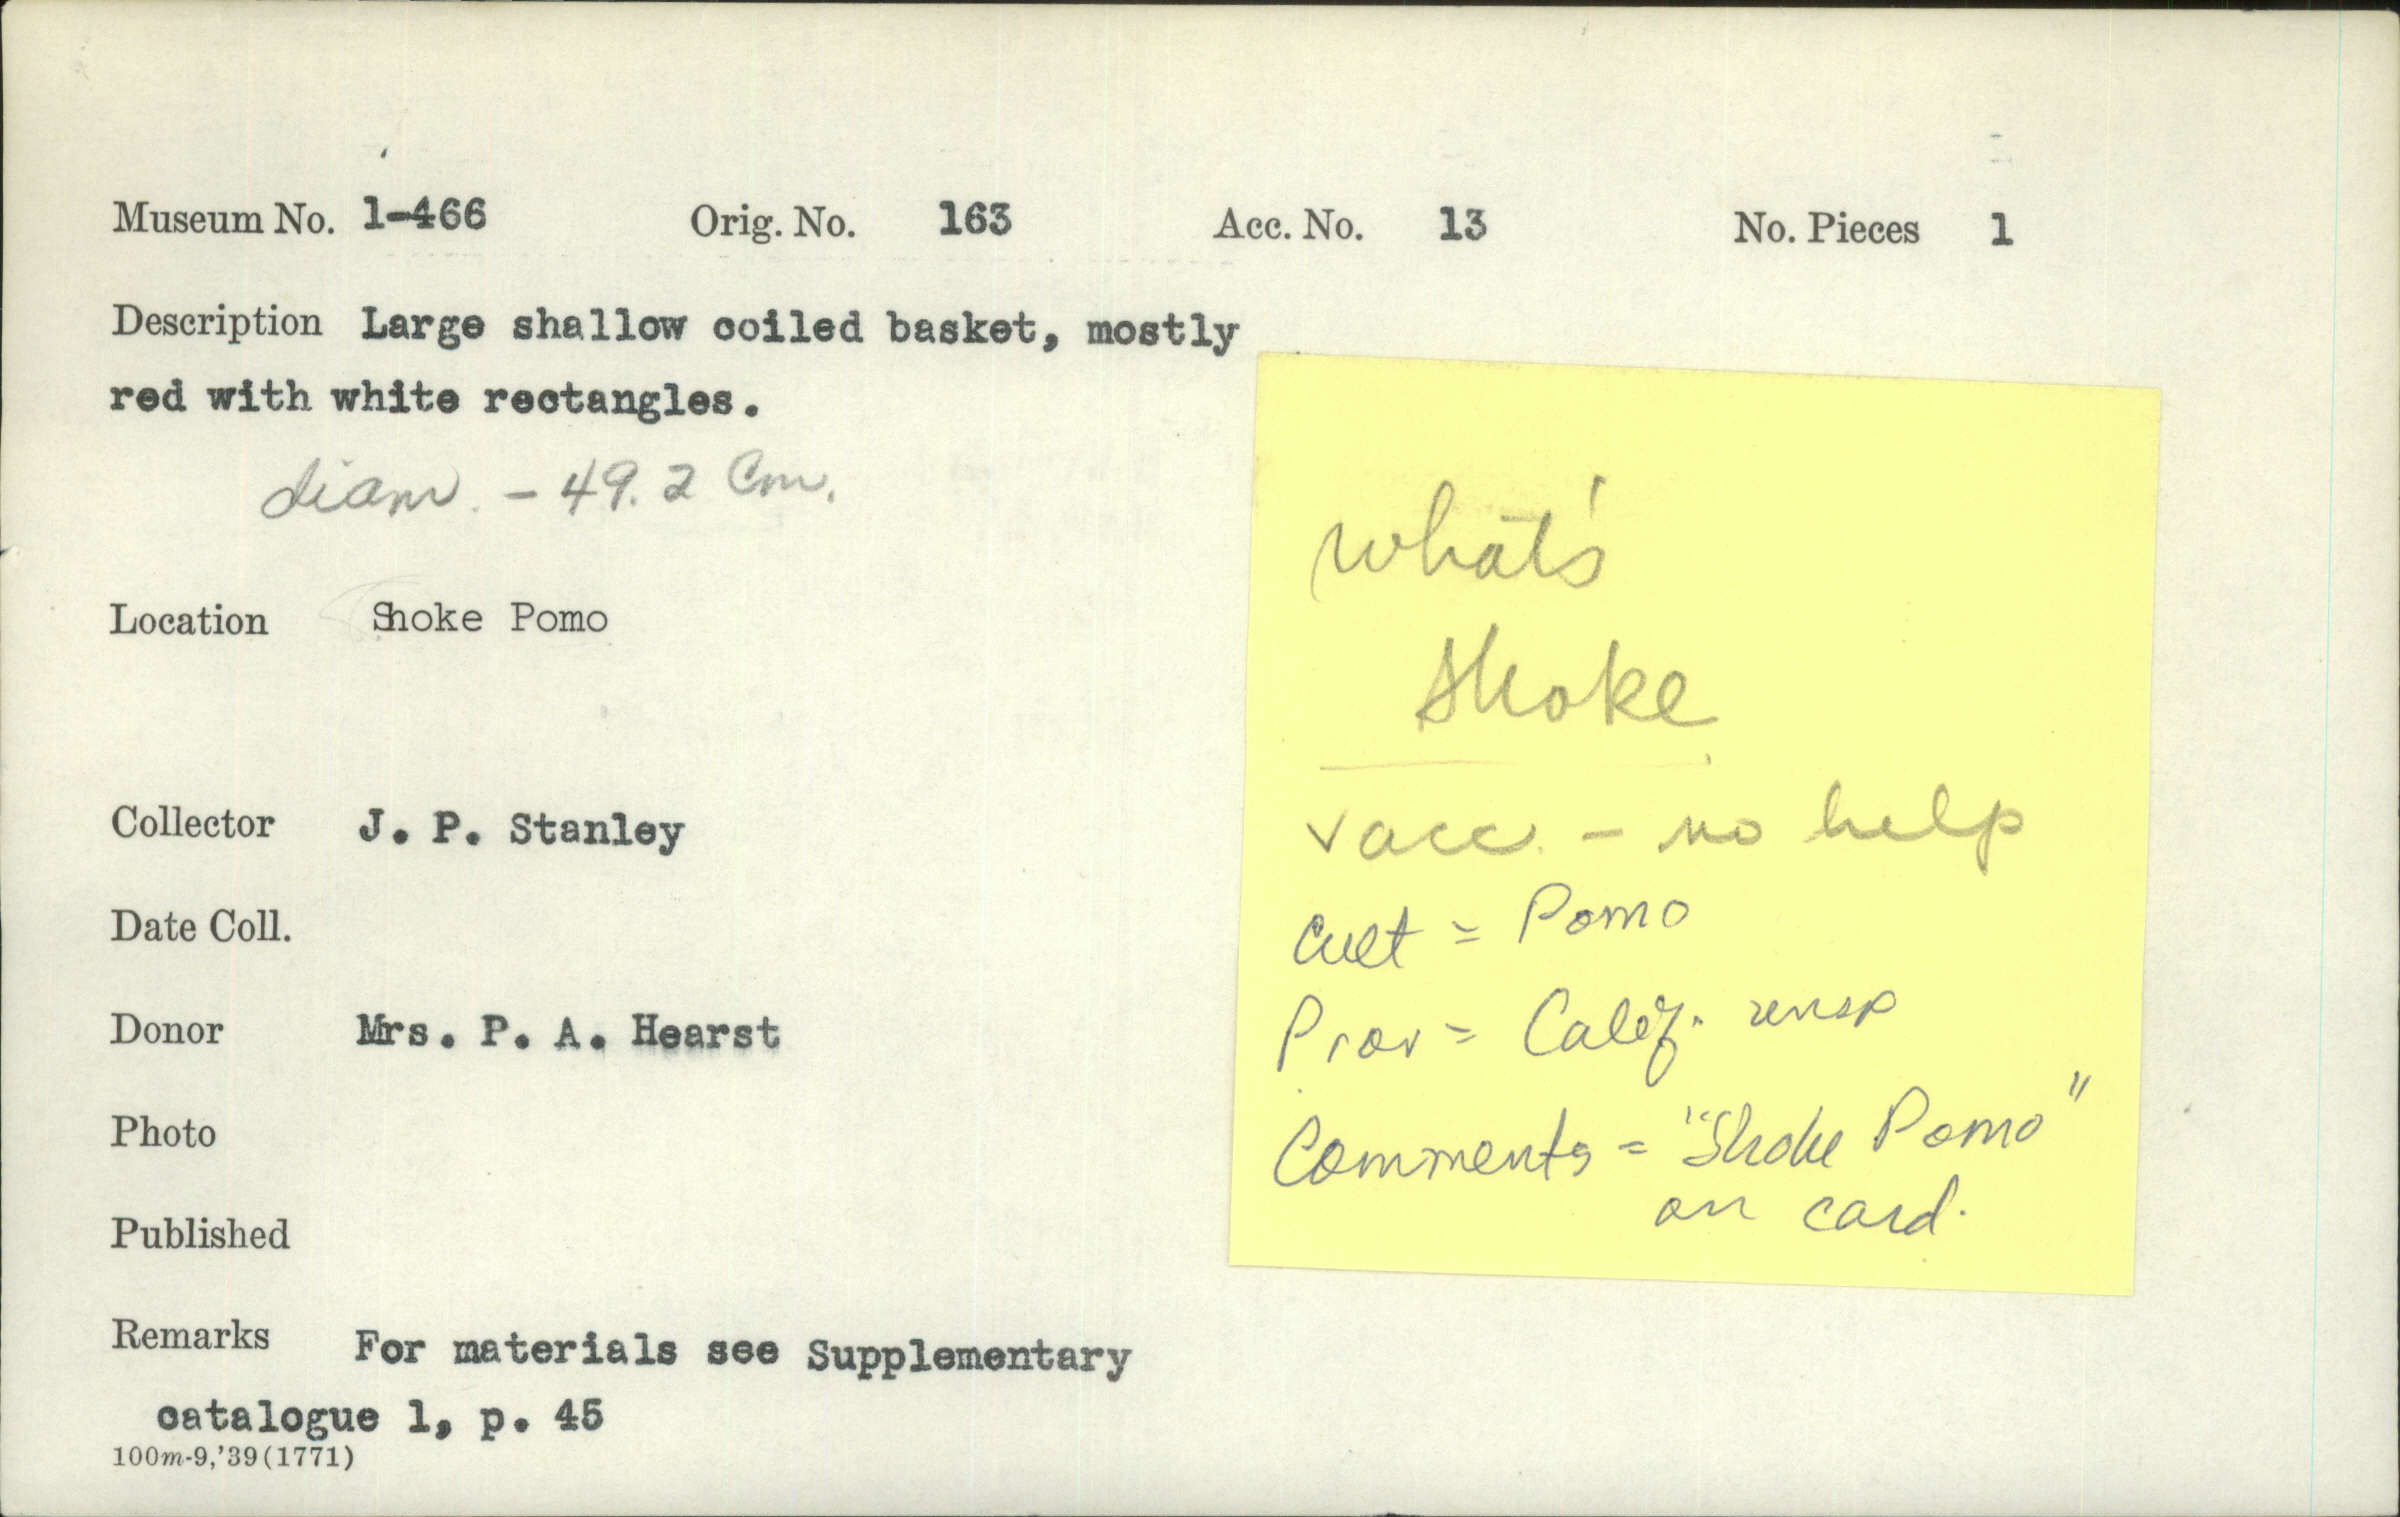 Museum No. 1-466 Orig. No. 163 Acc. No. 13 No. Pieces 1
Description Large shallow coiled basket, mostly
red with white rectangles.
diam. - 49.2 Cm.
Location Shoke Pomo
Collector J. P. Stanley
Date Coll.
Donor Mrs. P. A. Hearst
Photo
Published
Remarks For materials see Supplementary
catalogue 1, p. 45
100m-9,'39(1771)
What's
Shoke
√ acc. - no help
Cult = Pomo
Prov = Calif. unsp
Comments = "Shoke Pomo"
on card.